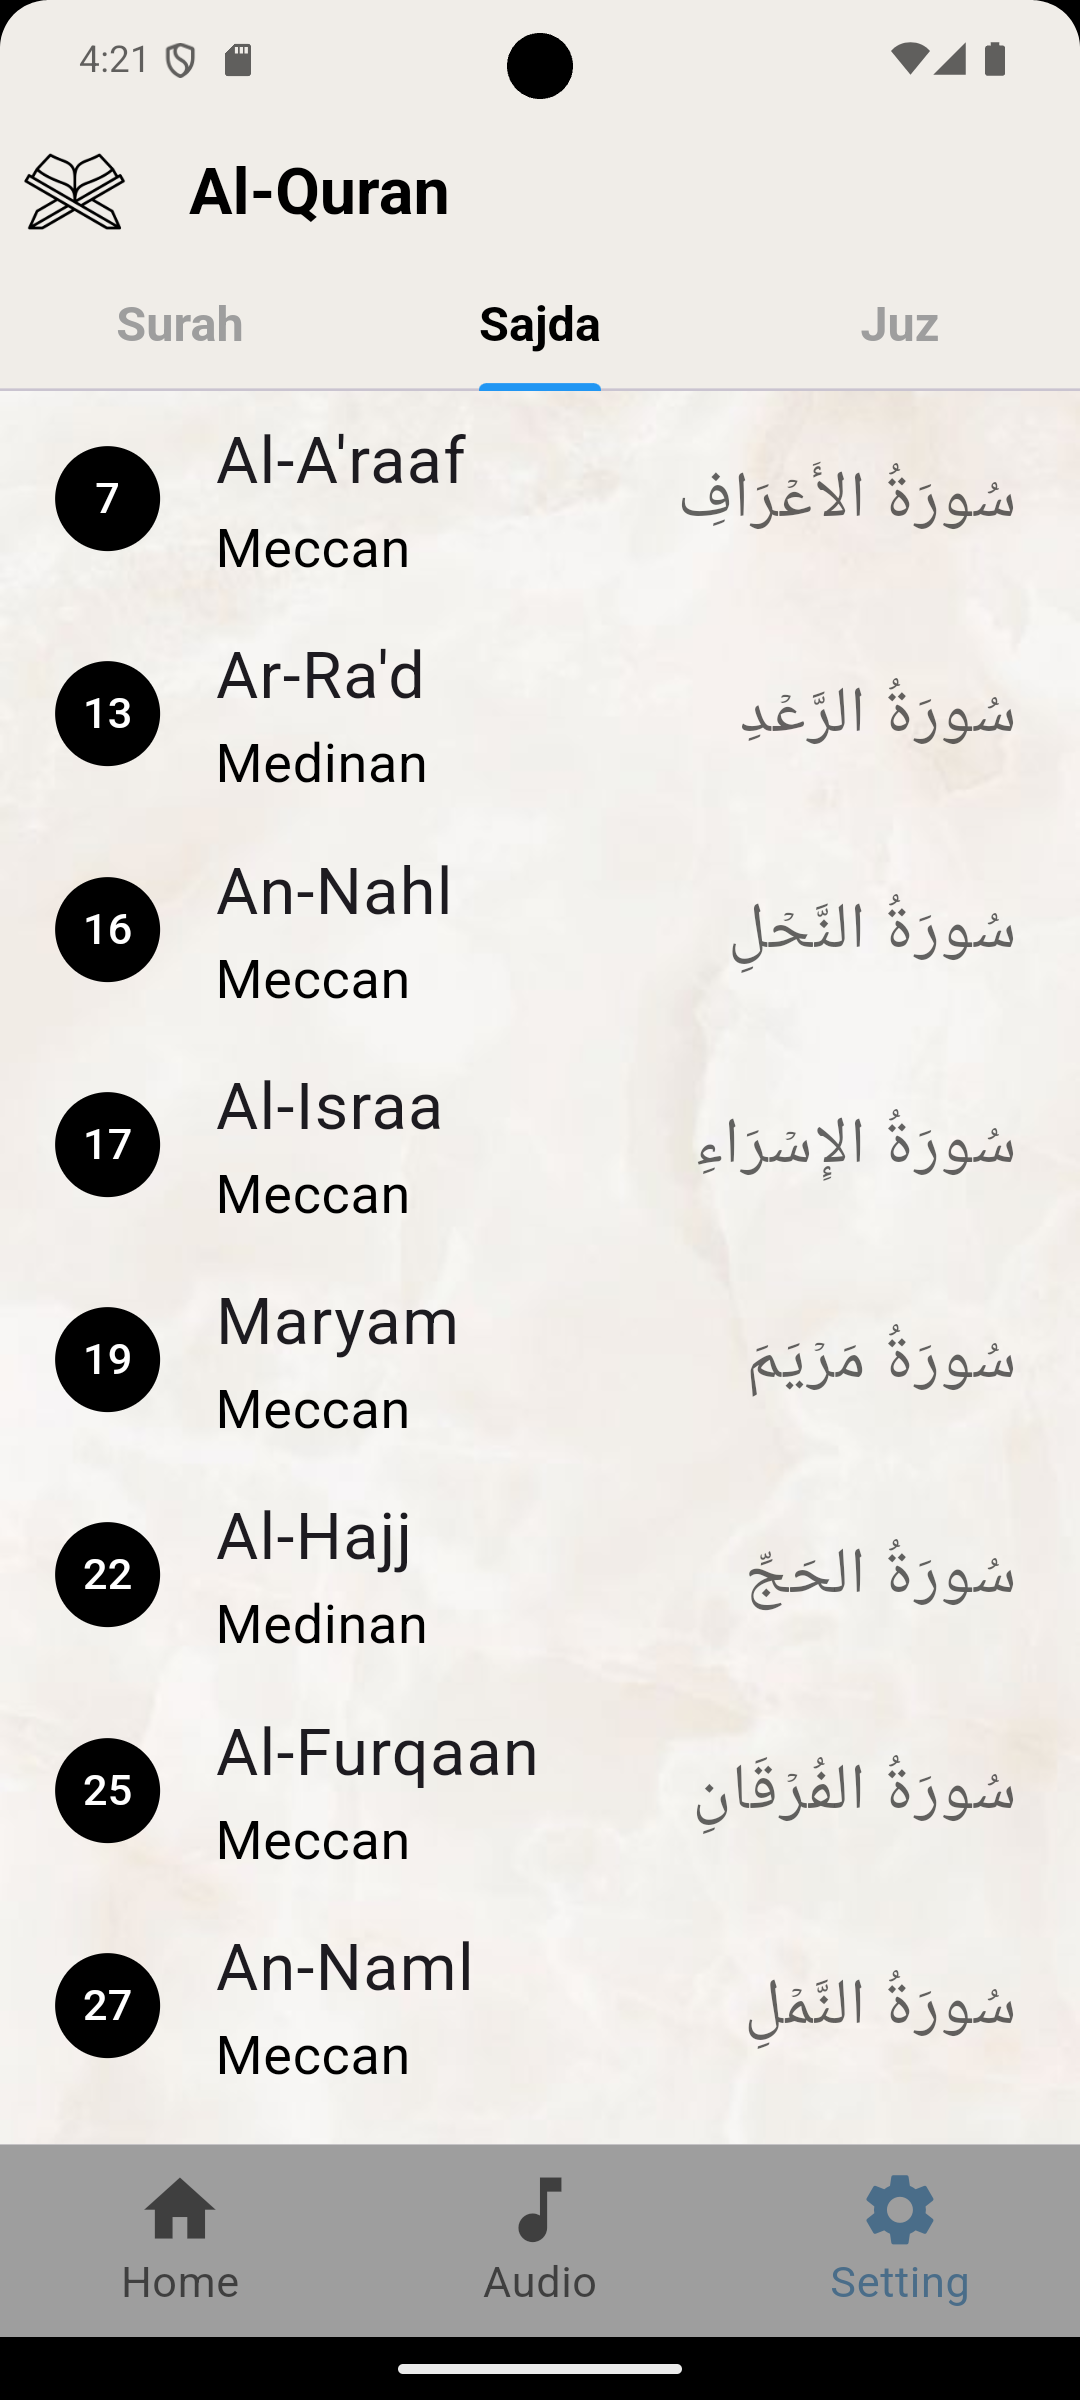 4:21
Al-Quran
Surah Sajda Juz
7 Al-A'raaf سُورَةُ الأَعۡرَافِ
Meccan
13 Ar-Ra'd سُورَةُ الرَّعۡدِ
Medinan
16 An-Nahl سُورَةُ النَّحۡلِ
Meccan
17 Al-Israa سُورَةُ الإِسۡرَاءِ
Meccan
19 Maryam سُورَةُ مَرۡيَمَ
Meccan
22 Al-Hajj سُورَةُ الحَجِّ
Medinan
25 Al-Furqaan سُورَةُ الفُرۡقَانِ
Meccan
27 An-Naml سُورَةُ النَّمۡلِ
Meccan
Home Audio Setting